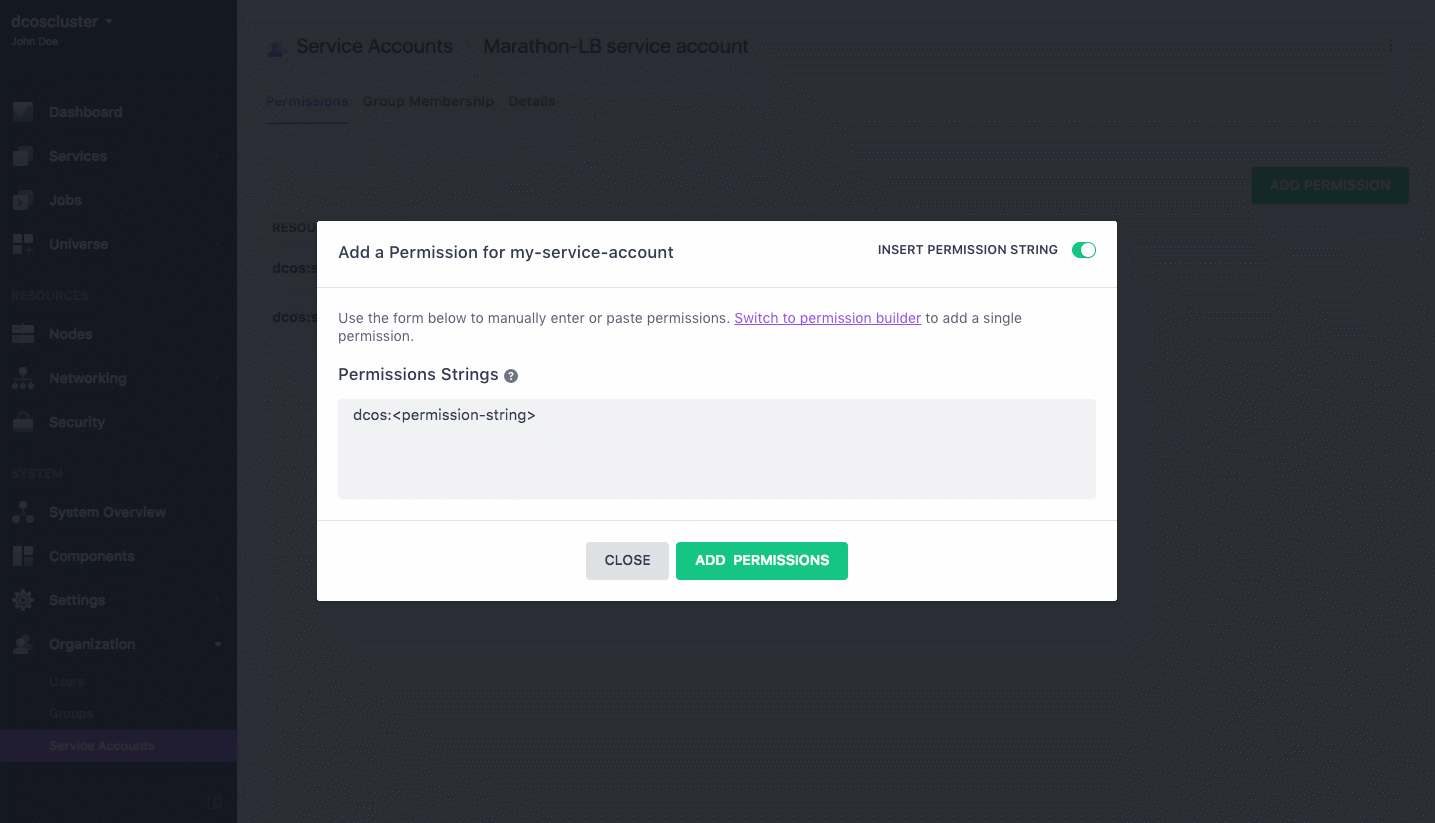 dcoscluster
John Doe
Dashboard
Services
Jobs
Universe
RESOURCES
Nodes
Networking
Security
SYSTEM
System Overview
Components
Settings
Organization
Users
Groups
Service Accounts
Service Accounts Marathon-LB service account
Permissions Group Membership Details
ADD PERMISSION
RESOU
dcos:s
dcos:s
Add a Permission for my-service-account
INSERT PERMISSION STRING
Use the form below to manually enter or paste permissions. Switch to permission builder to add a single
permission.
Permissions Strings ?
dcos:<permission-string>
CLOSE ADD PERMISSIONS